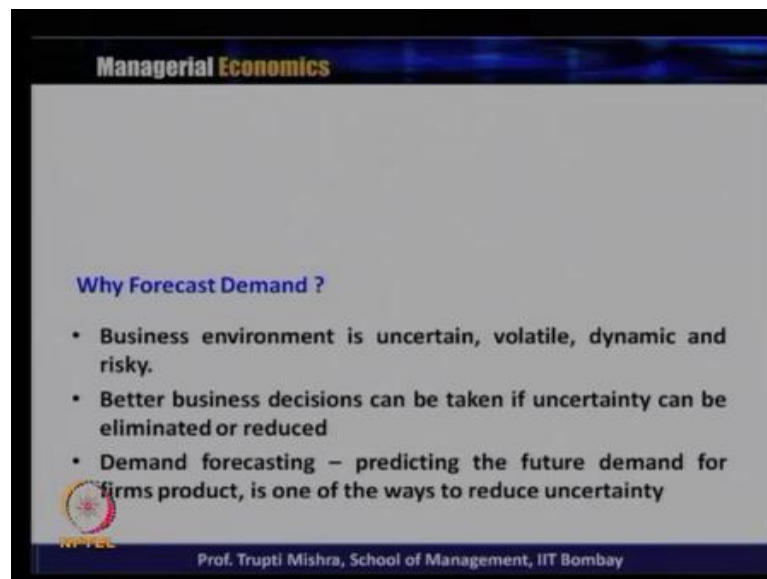 Managerial Economics
Why Forecast Demand ?
• Business environment is uncertain, volatile, dynamic and
risky.
• Better business decisions can be taken if uncertainty can be
eliminated or reduced
• Demand forecasting – predicting the future demand for
firms product, is one of the ways to reduce uncertainty
NPTEL
Prof. Trupti Mishra, School of Management, IIT Bombay